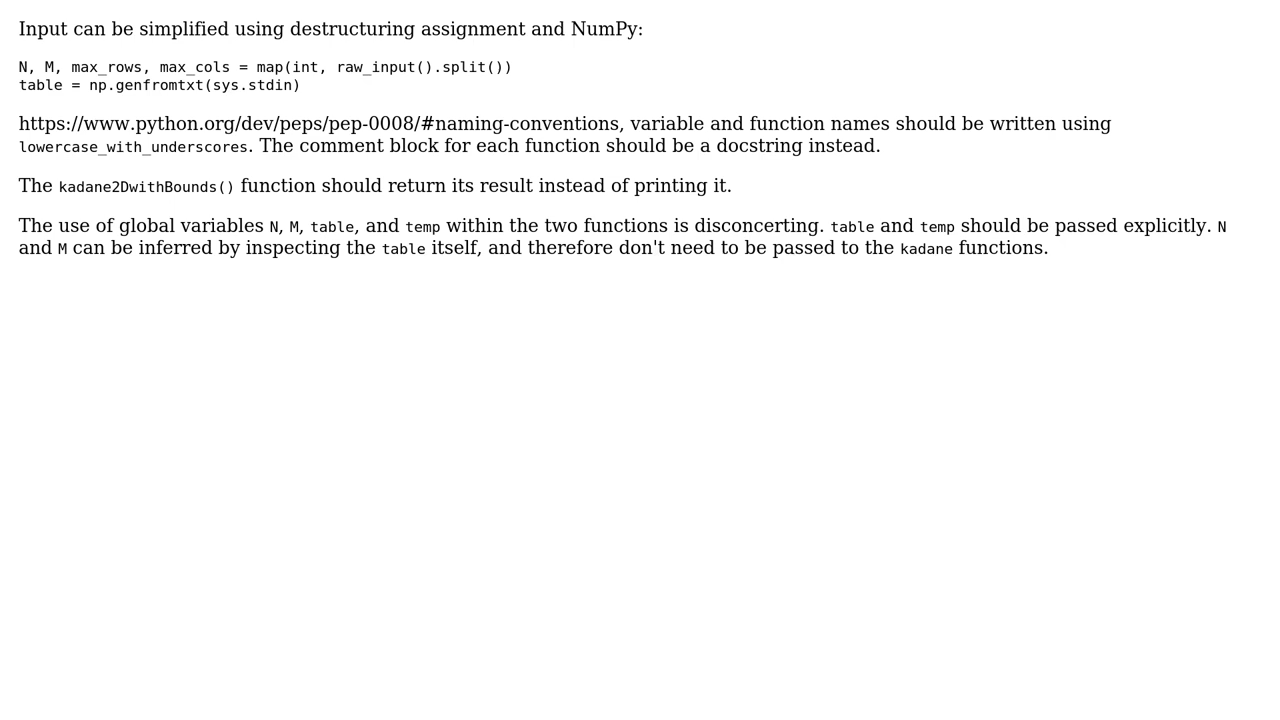 Input can be simplified using destructuring assignment and NumPy:
N, M, max_rows, max_cols = map(int, raw_input().split())
table = np.genfromtxt(sys.stdin)
https://www.python.org/dev/peps/pep-0008/#naming-conventions, variable and function names should be written using
lowercase_with_underscores. The comment block for each function should be a docstring instead.
The kadane2DwithBounds() function should return its result instead of printing it.
The use of global variables N, M, table, and temp within the two functions is disconcerting. table and temp should be passed explicitly. N
and M can be inferred by inspecting the table itself, and therefore don't need to be passed to the kadane functions.